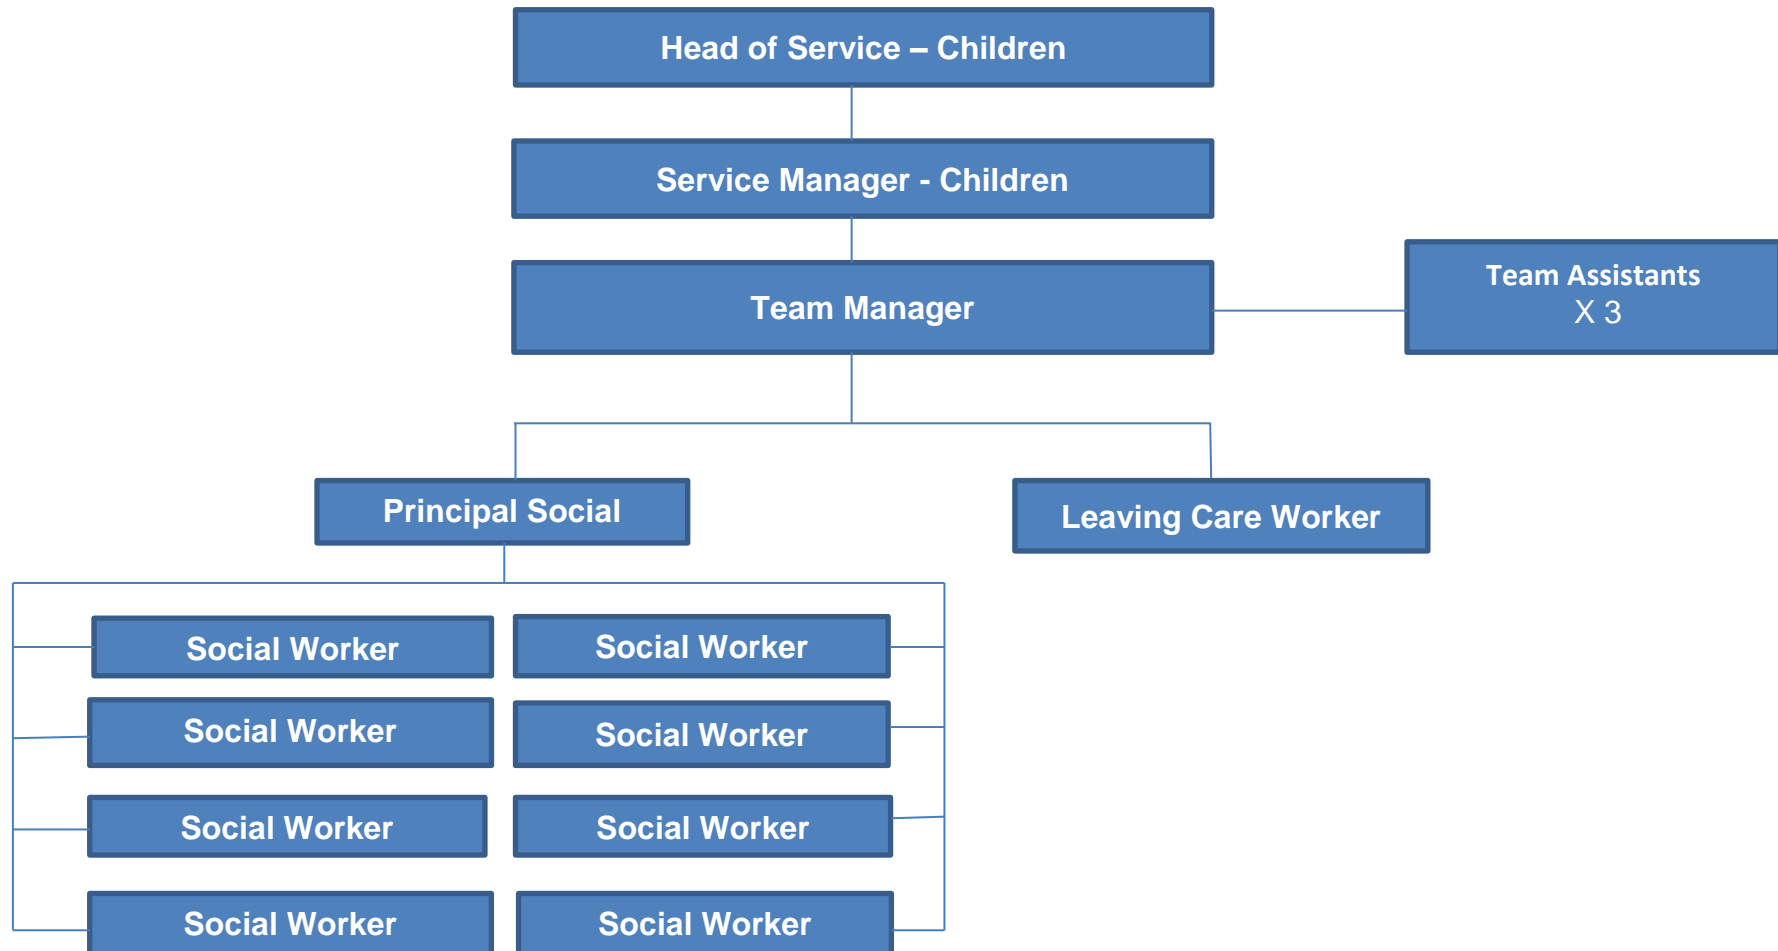 Head of Service – Children
Service Manager - Children
Team Manager
Team Assistants
X 3
Principal Social
Leaving Care Worker
Social Worker
Social Worker
Social Worker
Social Worker
Social Worker
Social Worker
Social Worker
Social Worker